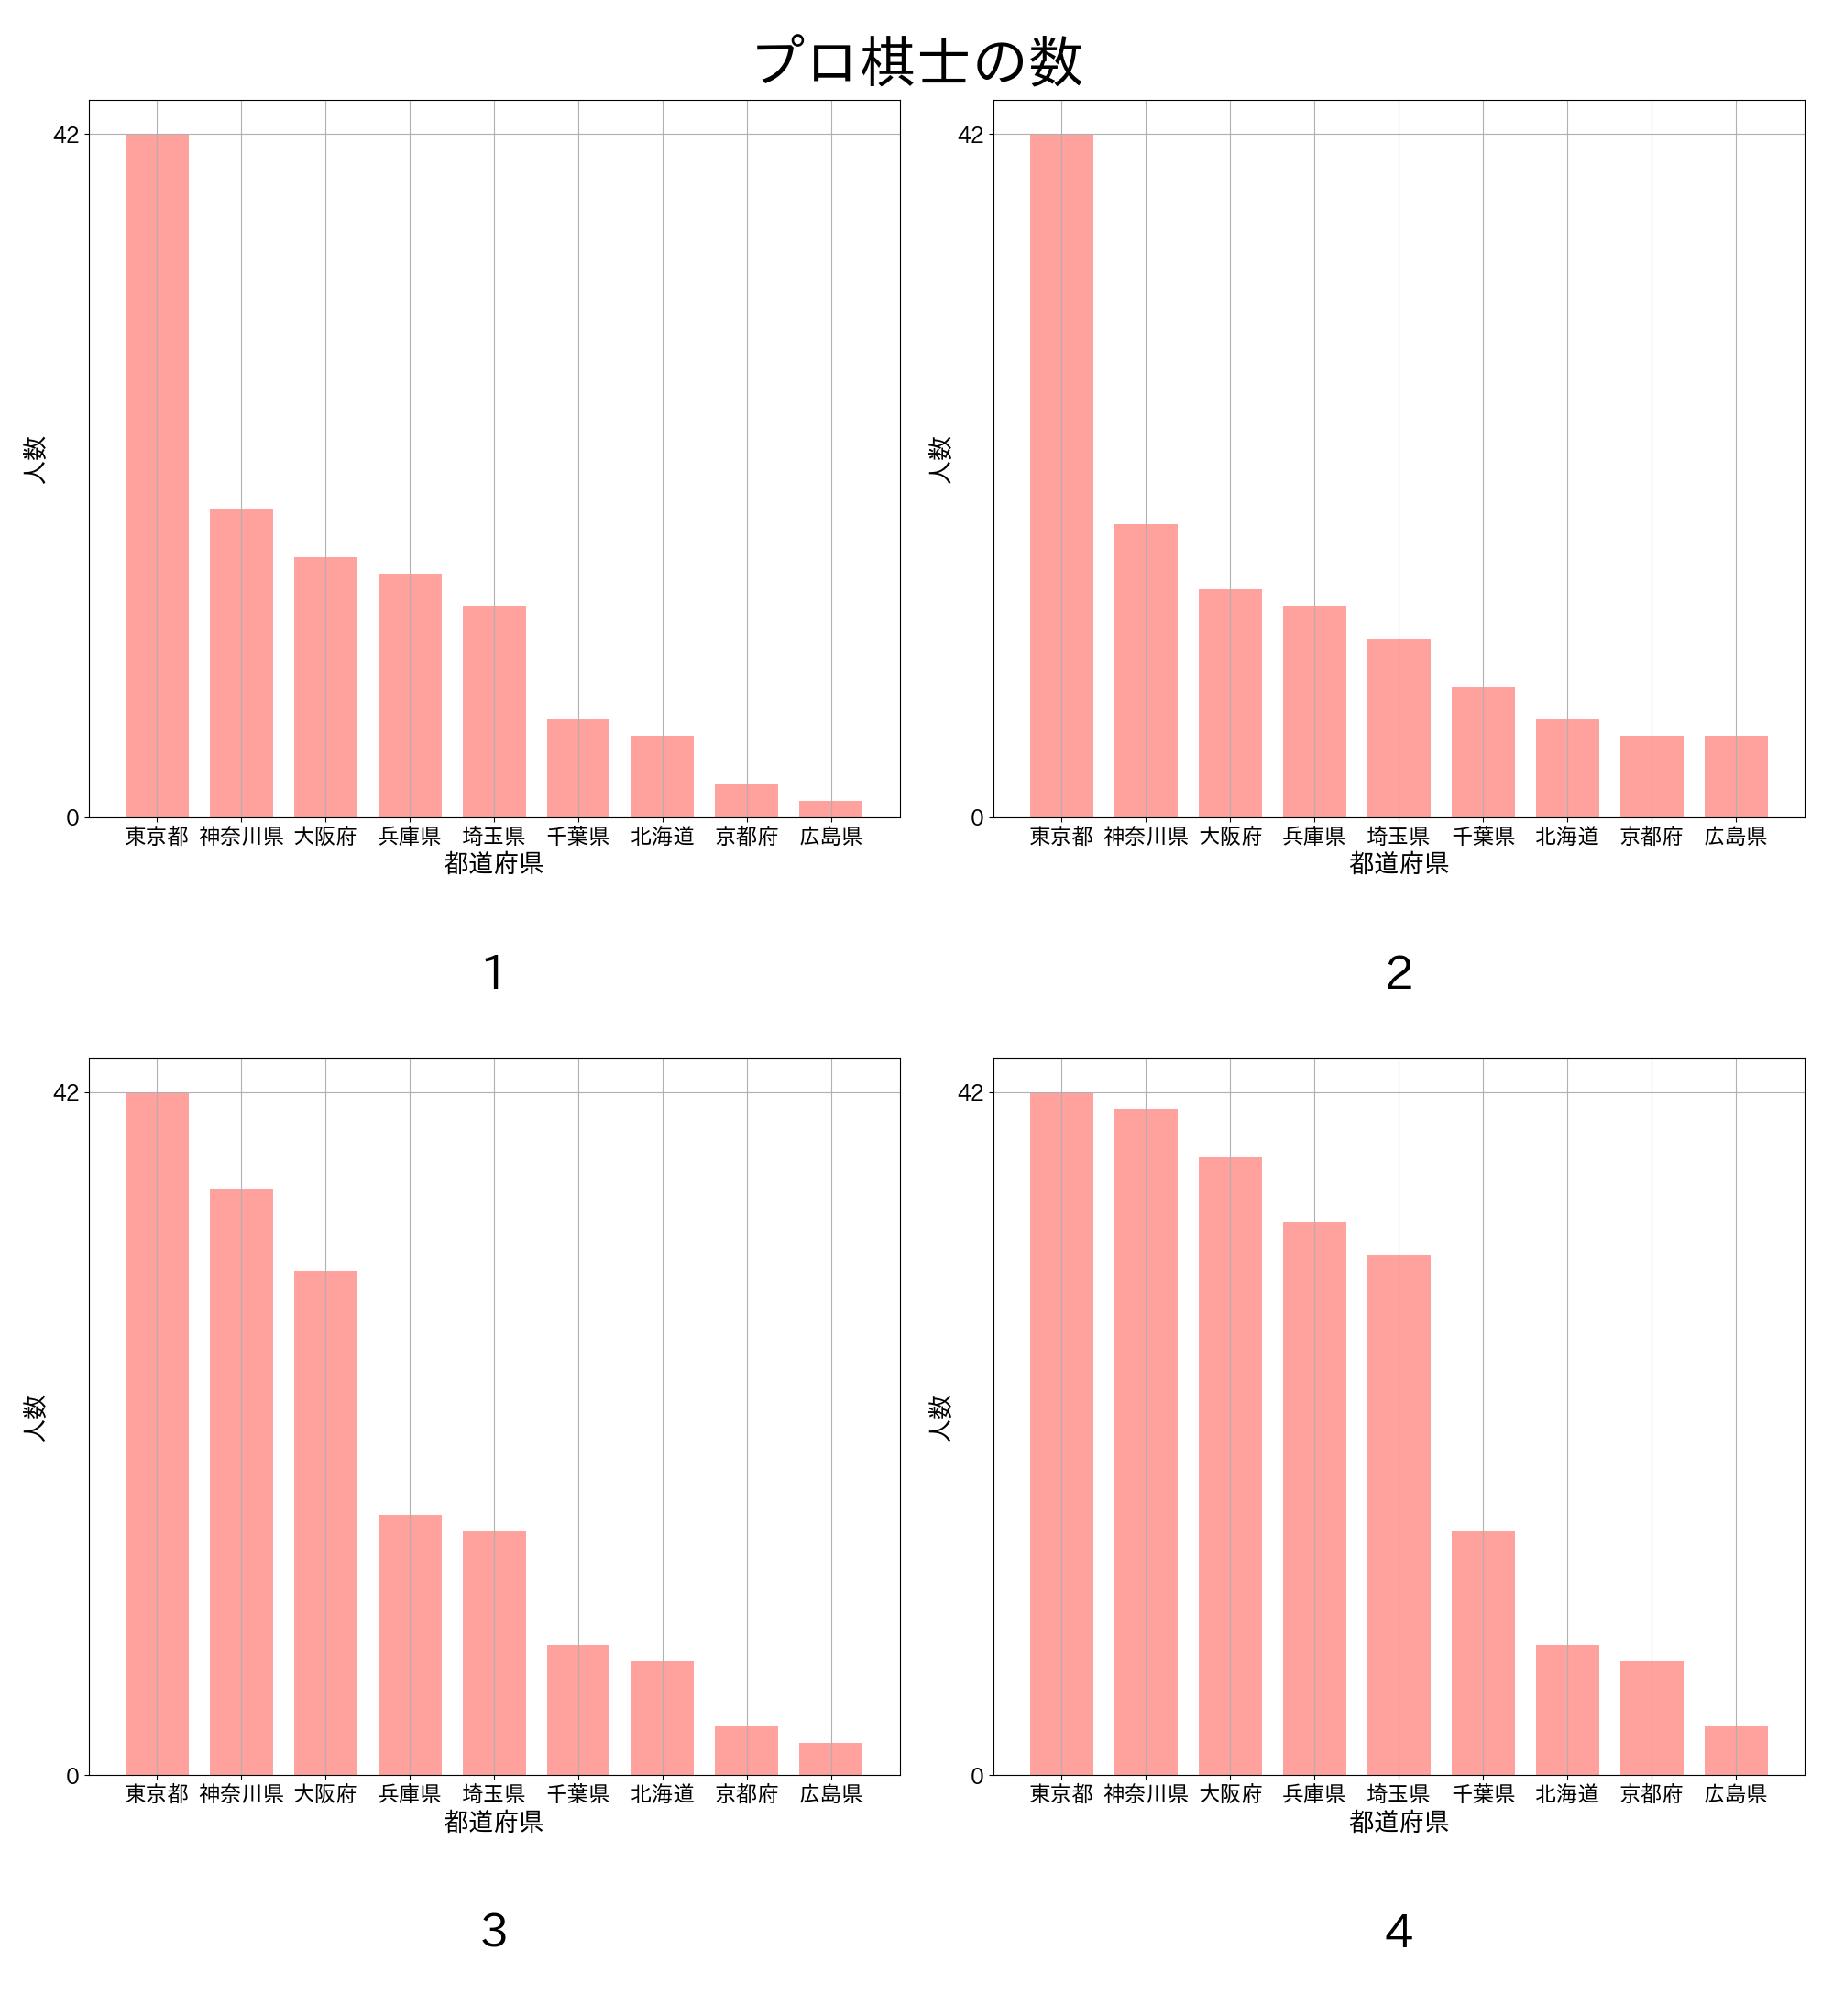 プロ棋士の数
42
0
人数
東京都 神奈川県 大阪府 兵庫県 埼玉県 千葉県 北海道 京都府 広島県
都道府県
1
42
0
人数
東京都 神奈川県 大阪府 兵庫県 埼玉県 千葉県 北海道 京都府 広島県
都道府県
2
42
0
人数
東京都 神奈川県 大阪府 兵庫県 埼玉県 千葉県 北海道 京都府 広島県
都道府県
3
42
0
人数
東京都 神奈川県 大阪府 兵庫県 埼玉県 千葉県 北海道 京都府 広島県
都道府県
4